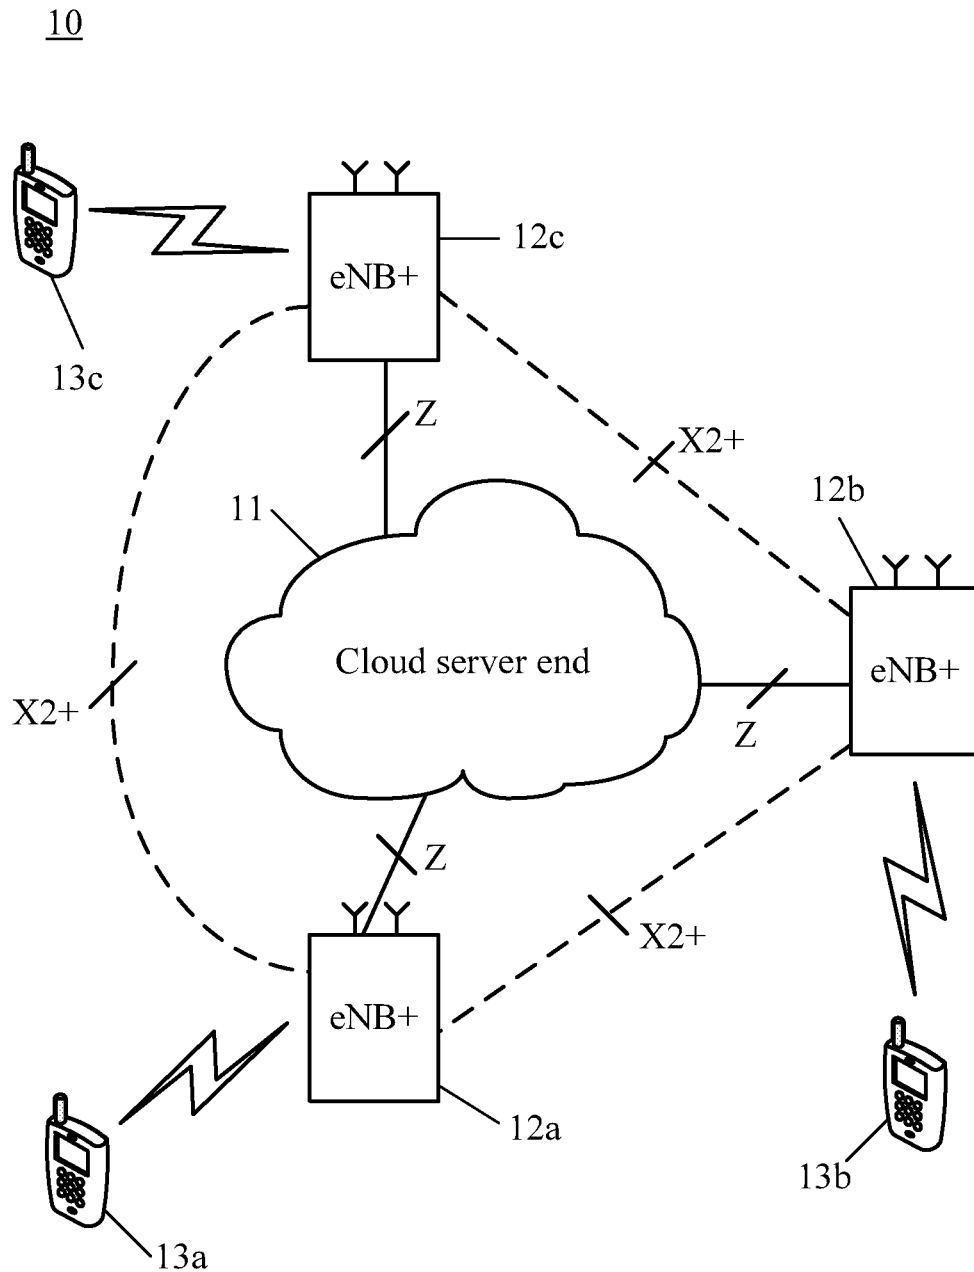 10
12c
eNB+
13c
Z
X2+
12b
11
Cloud server end
eNB+
X2+
Z
Z
X2+
eNB+
12a
13b
13a